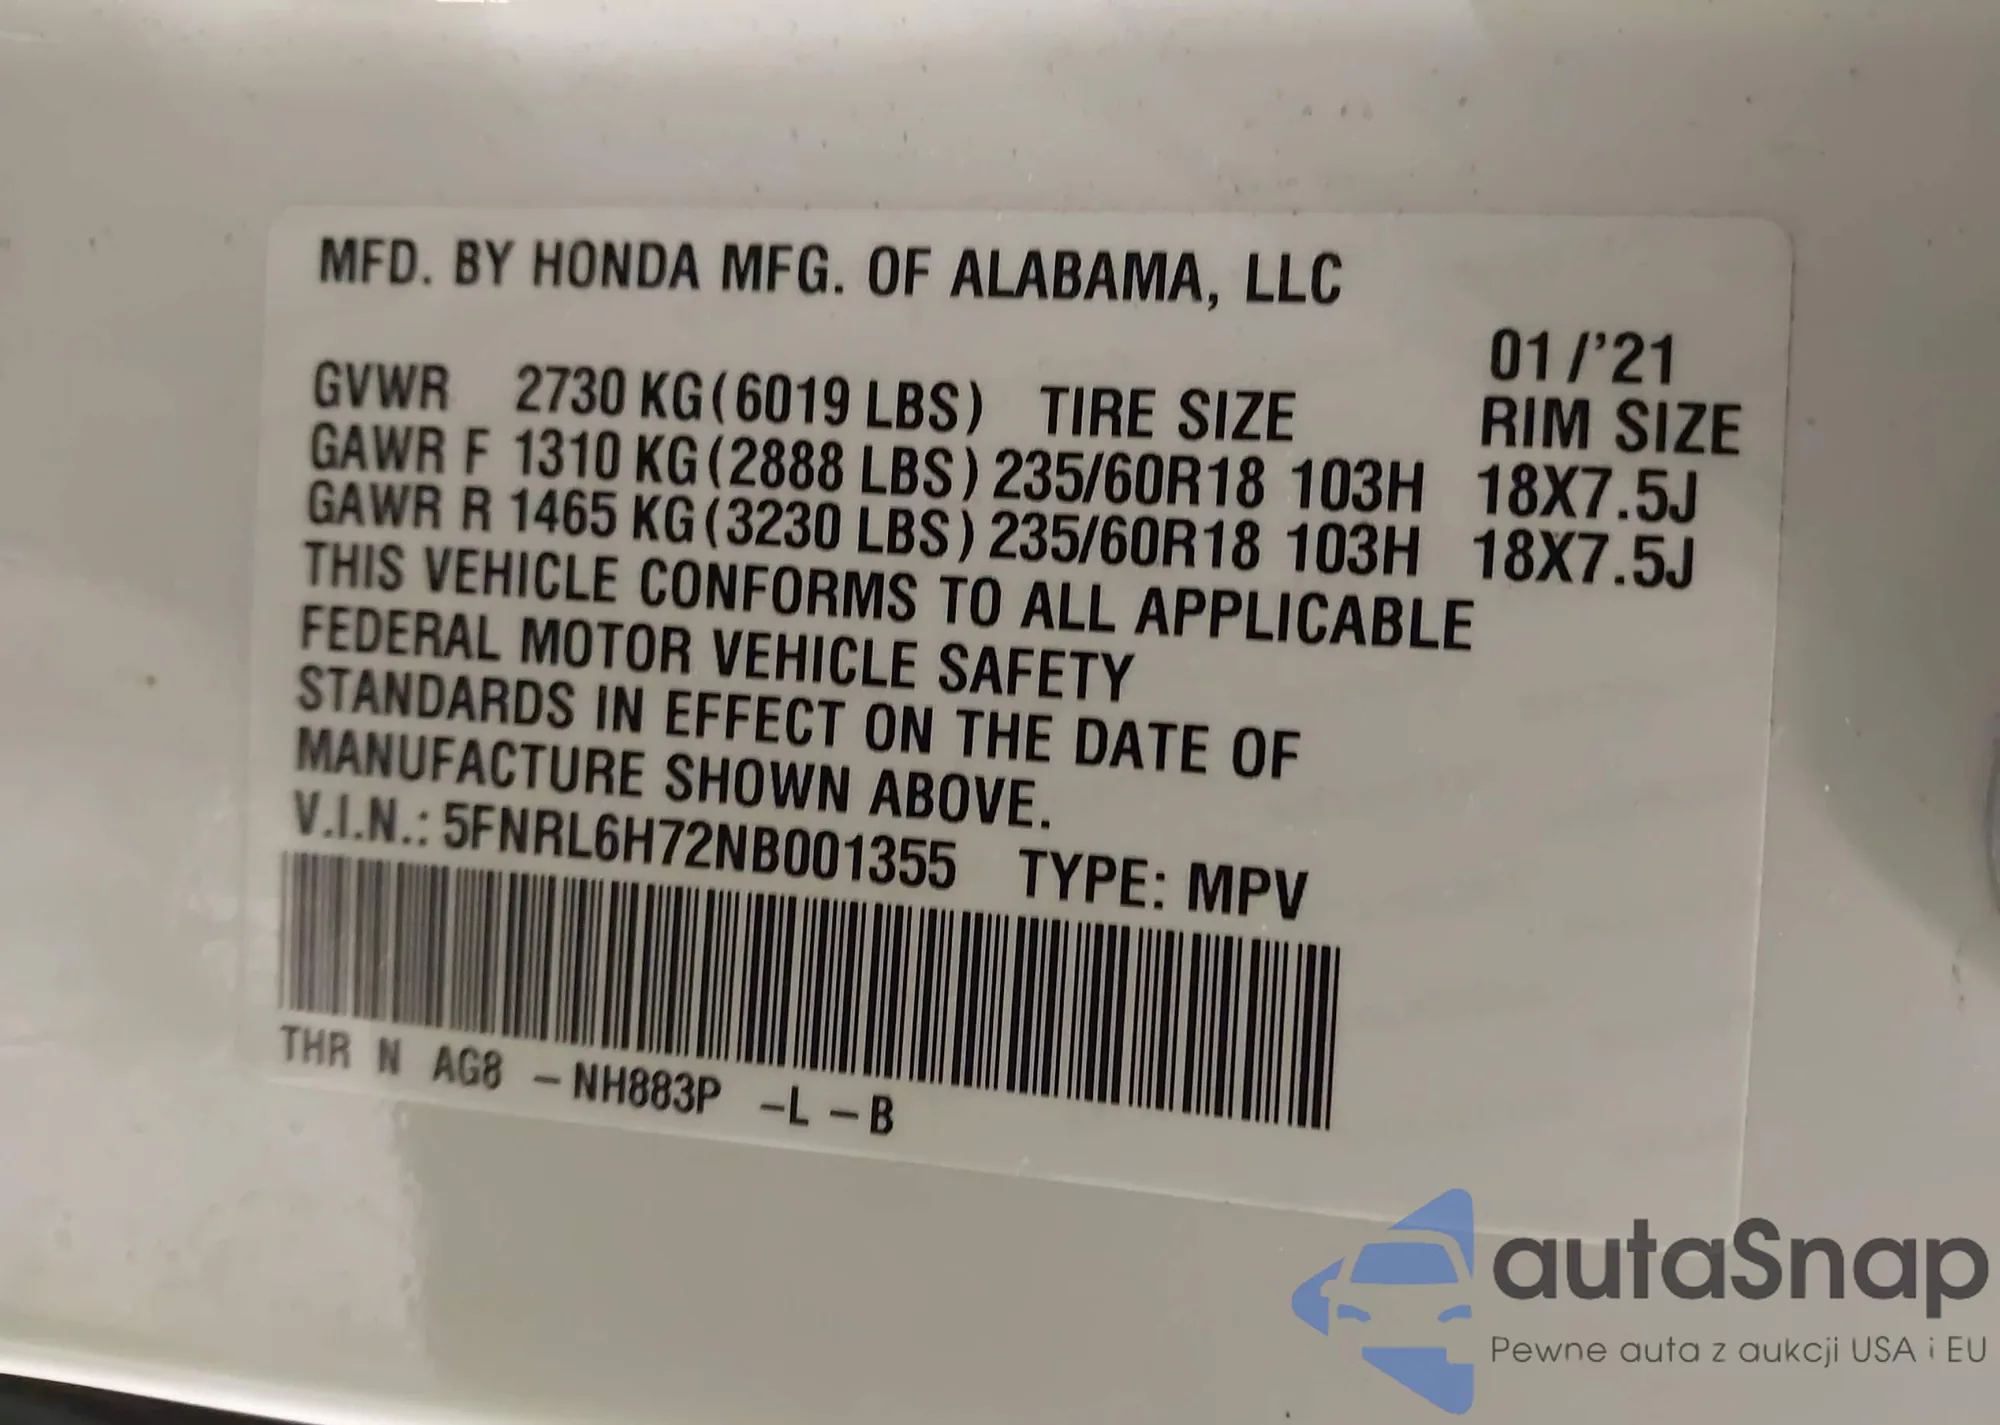 MFD. BY HONDA MFG. OF ALABAMA, LLC
01/'21
GVWR 2730 KG (6019 LBS) TIRE SIZE RIM SIZE
GAWR F 1310 KG (2888 LBS) 235/60R18 103H 18X7.5J
GAWR R 1465 KG (3230 LBS) 235/60R18 103H 18X7.5J
THIS VEHICLE CONFORMS TO ALL APPLICABLE
FEDERAL MOTOR VEHICLE SAFETY
STANDARDS IN EFFECT ON THE DATE OF
MANUFACTURE SHOWN ABOVE.
V.I.N.: 5FNRL6H72NB001355 TYPE: MPV
THR N AG8 -NH883P -L -B
autaSnap
Pewne auta z aukcji USA i EU